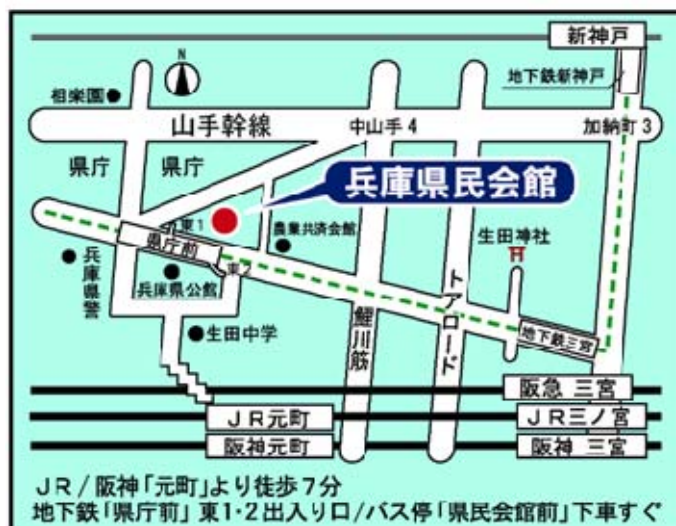 新神戸
地下鉄新神戸
N
相樂園
山手幹線
中山手4
加納町3
県庁
県庁
兵庫県民会館
東1
農業共済会館
生田神社
県庁前
東2
兵庫県警
兵庫県公館
生田中学
鯉川筋
トアロード
地下鉄三宮
阪急 三宮
JR元町
JR三ノ宮
阪神元町
阪神 三宮
JR/阪神「元町」より徒歩7分
地下鉄「県庁前」東1・2出入り口/バス停「県民会館前」下車すぐ